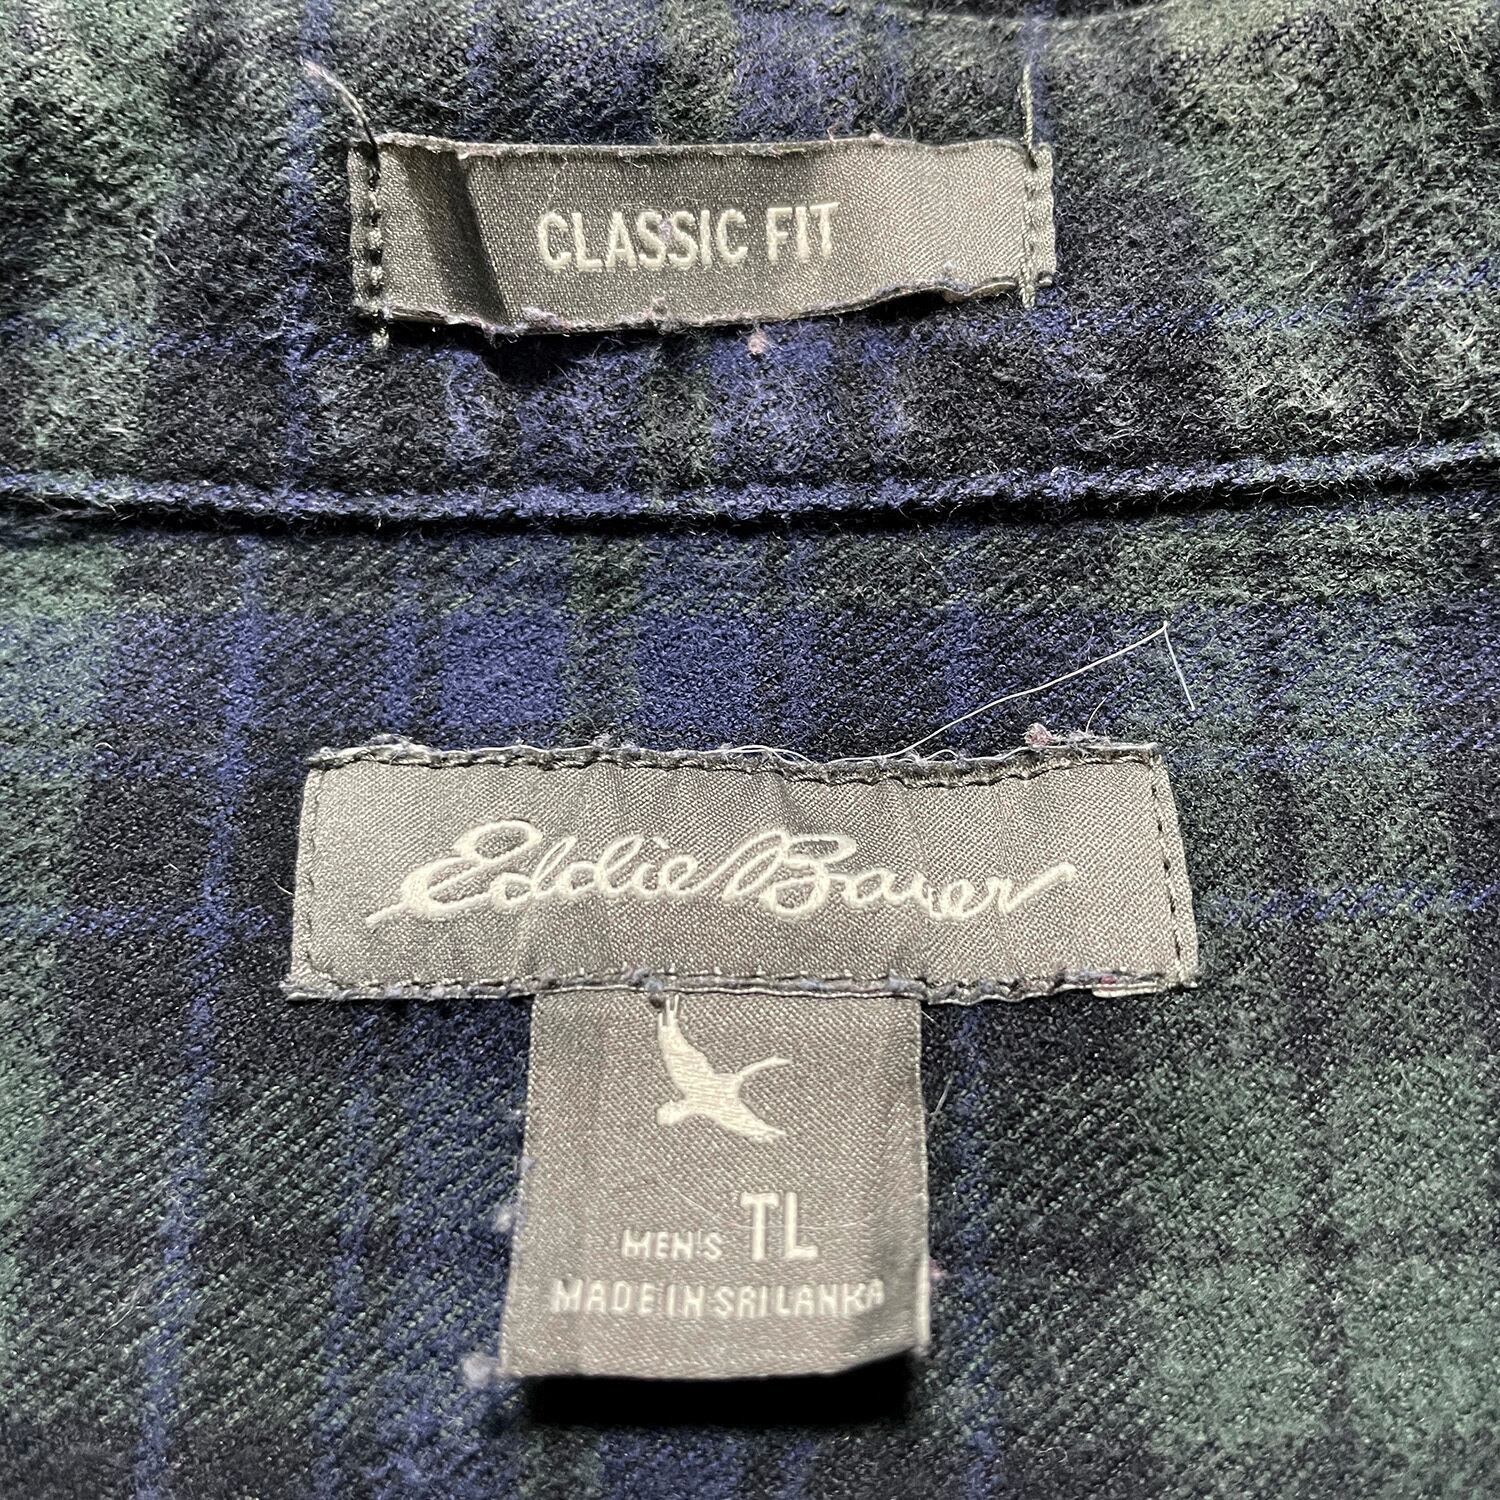 CLASSIC FIT
Eddie Bauer
MEN'S TL
MADE IN SRI LANKA